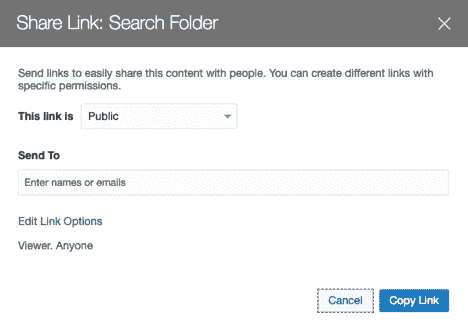 Share Link: Search Folder
Send links to easily share this content with people. You can create different links with
specific permissions.
This link is Public
Send To
Enter names or emails
Edit Link Options
Viewer. Anyone
Cancel Copy Link